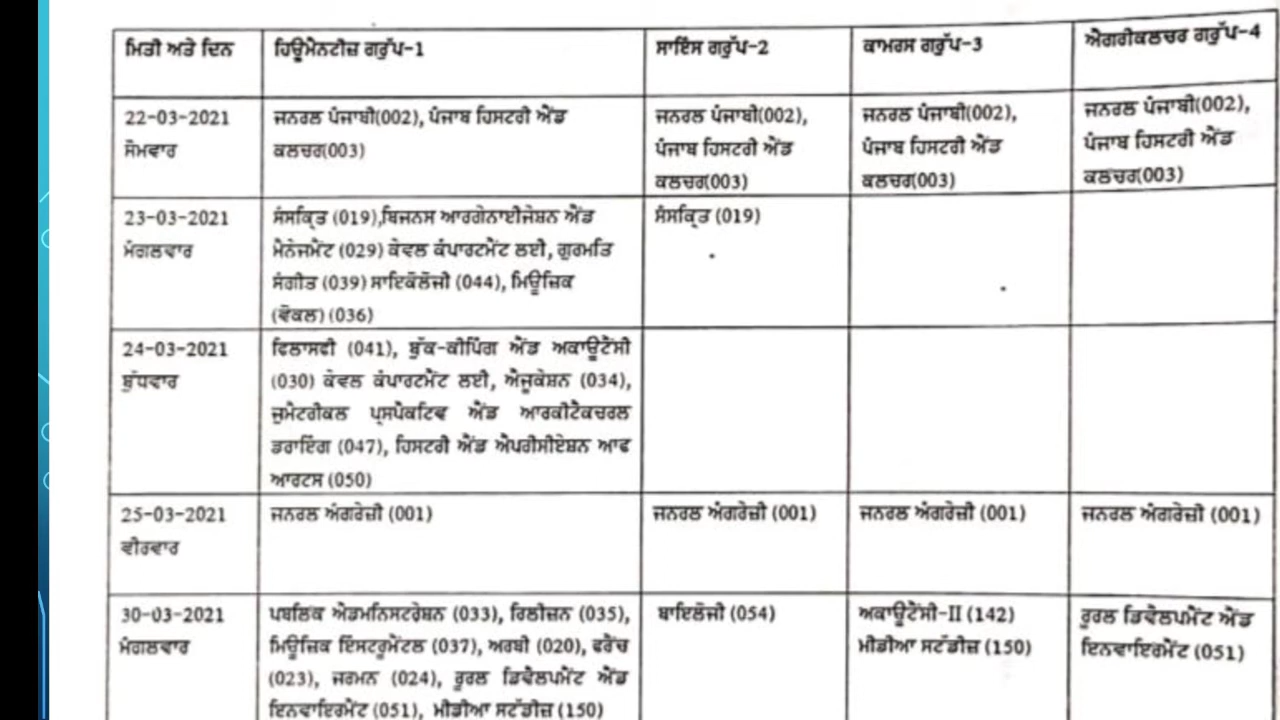 ਮਿਤੀ ਅਤੇ ਦਿਨ
ਹਿਊਮੈਨਟੀਜ਼ ਗਰੁੱਪ-1
ਸਾਇੰਸ ਗਰੁੱਪ-2
ਕਾਮਰਸ ਗਰੁੱਪ-3
ਐਗਰੀਕਲਚਰ ਗਰੁੱਪ-4
22-03-2021
ਸੋਮਵਾਰ
ਜਨਰਲ ਪੰਜਾਬੀ(002), ਪੰਜਾਬ ਹਿਸਟਰੀ ਐਂਡ
ਕਲਚਰ(003)
ਜਨਰਲ ਪੰਜਾਬੀ(002),
ਪੰਜਾਬ ਹਿਸਟਰੀ ਐਂਡ
ਕਲਚਰ(003)
ਜਨਰਲ ਪੰਜਾਬੀ(002),
ਪੰਜਾਬ ਹਿਸਟਰੀ ਐਂਡ
ਕਲਚਰ(003)
ਜਨਰਲ ਪੰਜਾਬੀ(002),
ਪੰਜਾਬ ਹਿਸਟਰੀ ਐਂਡ
ਕਲਚਰ(003)
23-03-2021
ਮੰਗਲਵਾਰ
ਸੰਸਕ੍ਰਿਤ (019),ਬਿਜਨਸ ਆਰਗੇਨਾਈਜੇਸ਼ਨ ਐਂਡ
ਮੈਨੇਜਮੈਂਟ (029) ਕੇਵਲ ਕੰਪਾਰਟਮੈਂਟ ਲਈ, ਗੁਰਮਤਿ
ਸੰਗੀਤ (039) ਸਾਇਕੋਲੋਜੀ (044), ਮਿਊਜ਼ਿਕ
(ਵੋਕਲ) (036)
ਸੰਸਕ੍ਰਿਤ (019)
24-03-2021
ਬੁੱਧਵਾਰ
ਫਿਲਾਸਫੀ (041), ਬੁੱਕ-ਕੀਪਿੰਗ ਐਂਡ ਅਕਾਊਂਟੈਂਸੀ
(030) ਕੇਵਲ ਕੰਪਾਰਟਮੈਂਟ ਲਈ, ਐਜੂਕੇਸ਼ਨ (034),
ਜੁਮੈਟਰੀਕਲ ਪ੍ਰਸਪੈਕਟਿਵ ਐਂਡ ਆਰਕੀਟੈਕਚਰਲ
ਡਰਾਇੰਗ (047), ਹਿਸਟਰੀ ਐਂਡ ਐਪਰੀਸੀਏਸ਼ਨ ਆਫ
ਆਰਟਸ (050)
25-03-2021
ਵੀਰਵਾਰ
ਜਨਰਲ ਅੰਗਰੇਜ਼ੀ (001)
ਜਨਰਲ ਅੰਗਰੇਜ਼ੀ (001)
ਜਨਰਲ ਅੰਗਰੇਜ਼ੀ (001)
ਜਨਰਲ ਅੰਗਰੇਜ਼ੀ (001)
30-03-2021
ਮੰਗਲਵਾਰ
ਪਬਲਿਕ ਐਡਮਨਿਸਟਰੇਸ਼ਨ (033), ਰਿਲੀਜ਼ਨ (035),
ਮਿਊਜ਼ਿਕ ਇੰਸਟਰੂਮੈਂਟਲ (037), ਅਰਬੀ (020), ਫਰੈਂਚ
(023), ਜਰਮਨ (024), ਰੂਰਲ ਡਿਵੈਲਪਮੈਂਟ ਐਂਡ
ਇਨਵਾਇਰਮੈਂਟ (051), ਮੀਡੀਆ ਸਟੱਡੀਜ਼ (150)
ਬਾਇਲੋਜੀ (054)
ਅਕਾਊਂਟੈਂਸੀ-II (142)
ਮੀਡੀਆ ਸਟੱਡੀਜ਼ (150)
ਰੂਰਲ ਡਿਵੈਲਪਮੈਂਟ ਐਂਡ
ਇਨਵਾਇਰਮੈਂਟ (051)